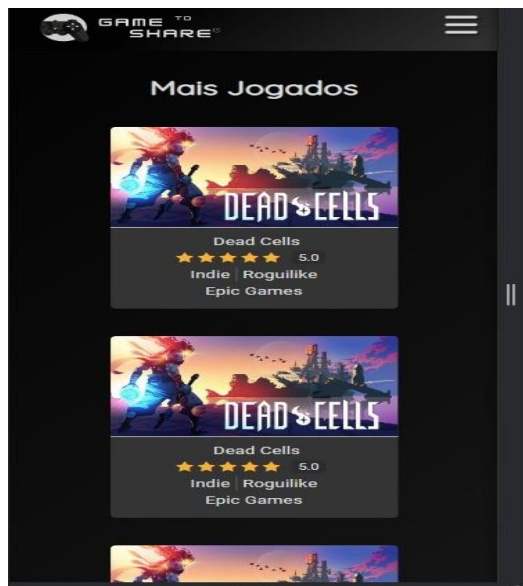 GAME TO
SHARE®
Mais Jogados
DEAD CELLS
Dead Cells
5.0
Indie | Roguilike
Epic Games
DEAD CELLS
Dead Cells
5.0
Indie | Roguilike
Epic Games